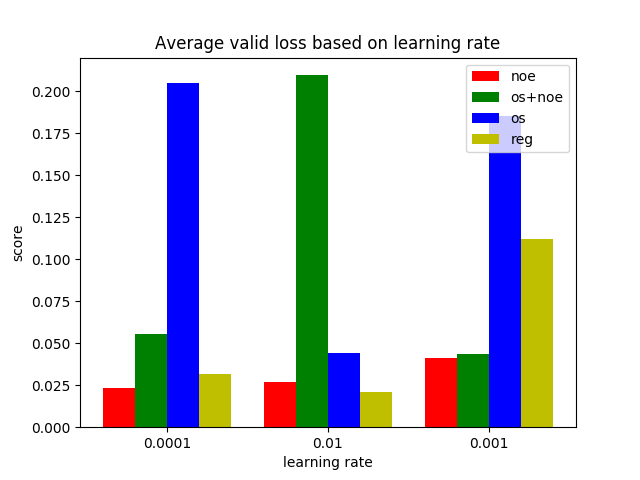 Average valid loss based on learning rate
noe
os+noe
os
reg
score
0.200
0.175
0.150
0.125
0.100
0.075
0.050
0.025
0.000
0.0001
0.01
0.001
learning rate